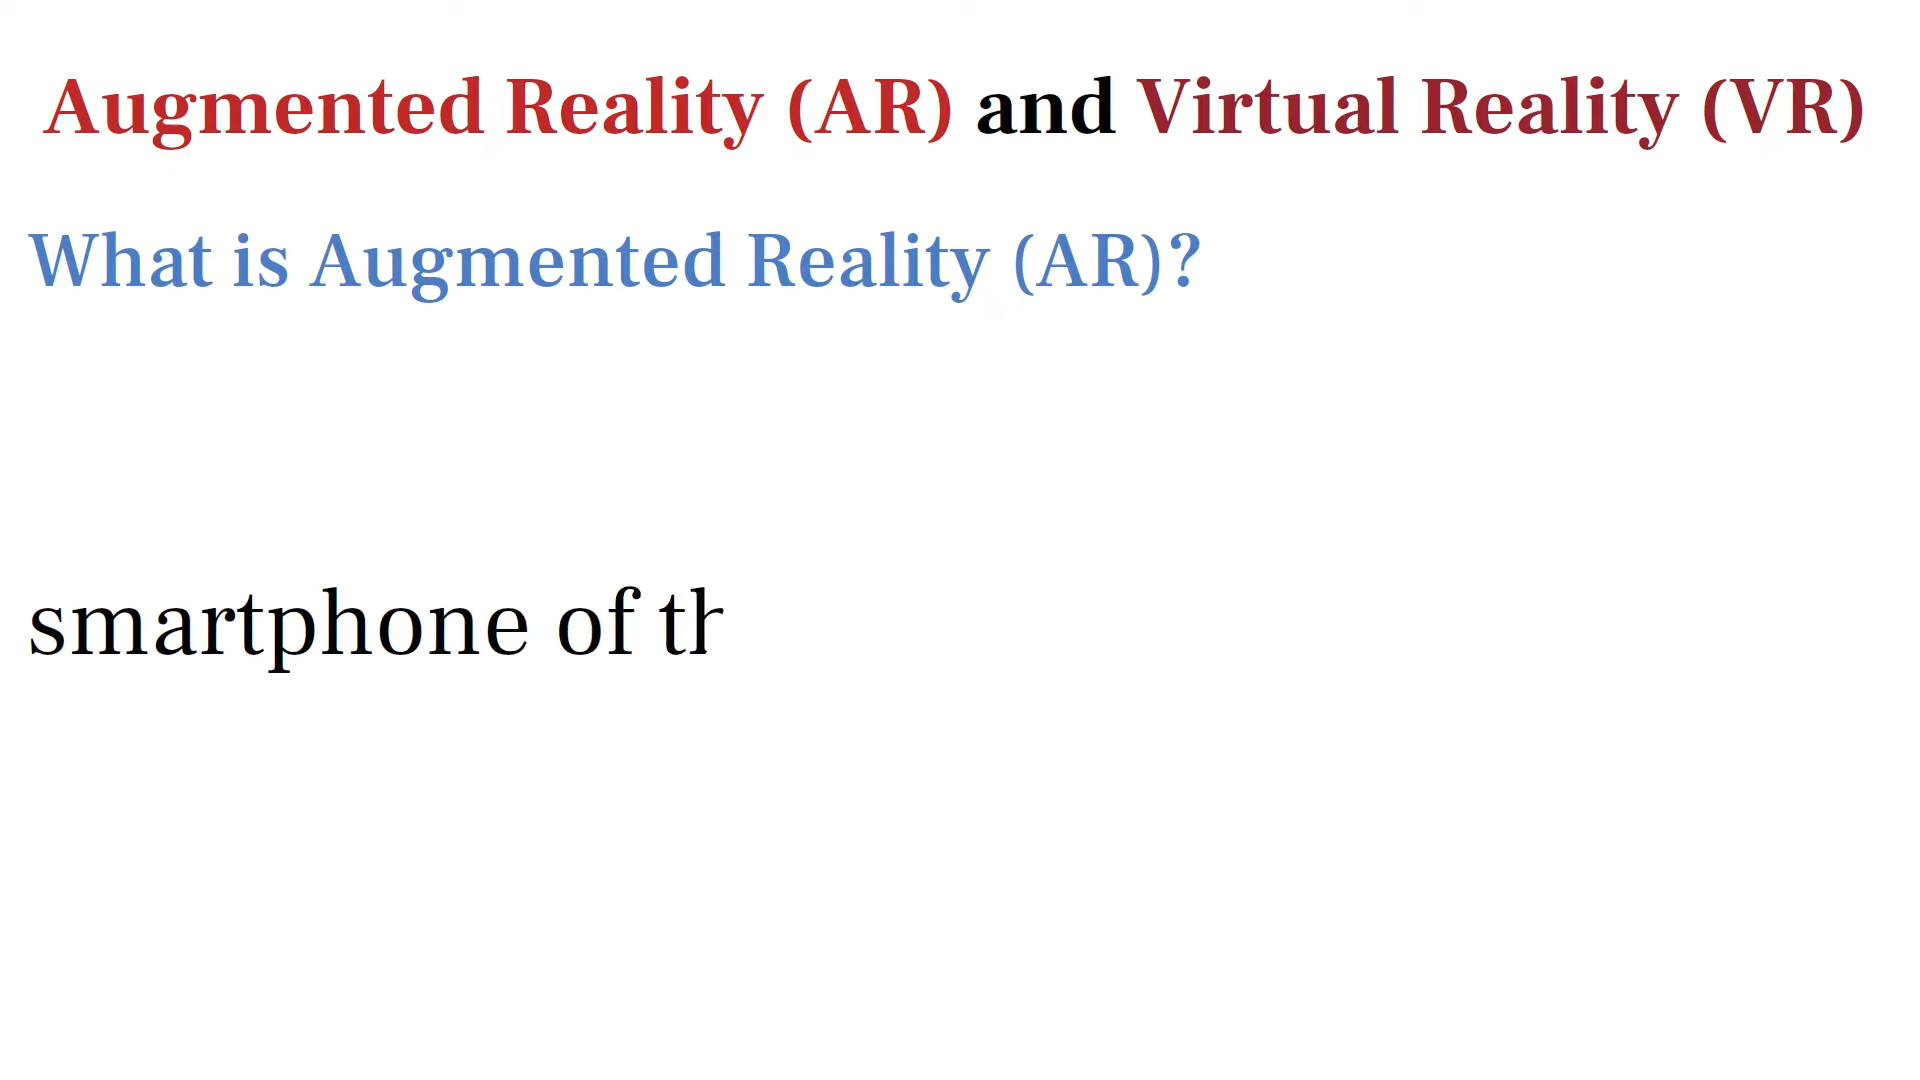 Augmented Reality (AR) and Virtual Reality (VR)
What is Augmented Reality (AR)?
smartphone of th